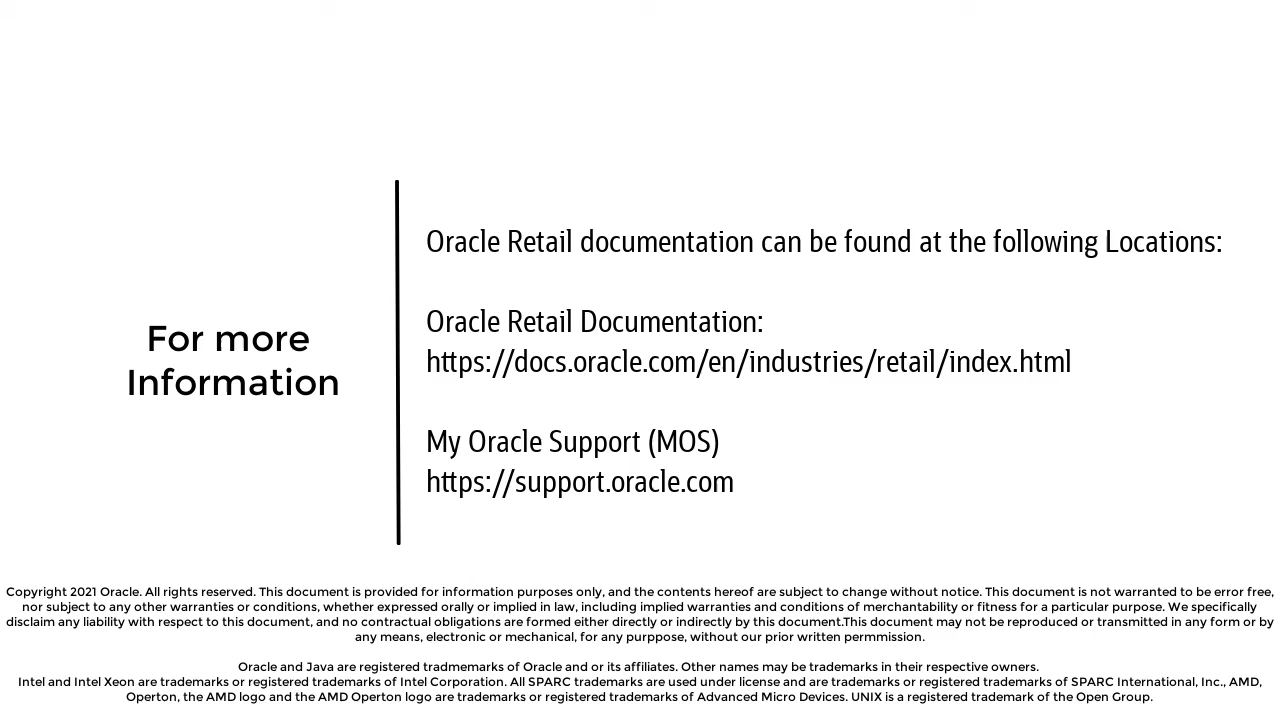 For more
Information
Oracle Retail documentation can be found at the following Locations:
Oracle Retail Documentation:
https://docs.oracle.com/en/industries/retail/index.html
My Oracle Support (MOS)
https://support.oracle.com
Copyright 2021 Oracle. All rights reserved. This document is provided for information purposes only, and the contents hereof are subject to change without notice. This document is not warranted to be error free,
nor subject to any other warranties or conditions, whether expressed orally or implied in law, including implied warranties and conditions of merchantability or fitness for a particular purpose. We specifically
disclaim any liability with respect to this document, and no contractual obligations are formed either directly or indirectly by this document.This document may not be reproduced or transmitted in any form or by
any means, electronic or mechanical, for any purppose, without our prior written permmission.
Oracle and Java are registered tradmemarks of Oracle and or its affiliates. Other names may be trademarks in their respective owners.
Intel and Intel Xeon are trademarks or registered trademarks of Intel Corporation. All SPARC trademarks are used under license and are trademarks or registered trademarks of SPARC International, Inc., AMD,
Operton, the AMD logo and the AMD Operton logo are trademarks or registered trademarks of Advanced Micro Devices. UNIX is a registered trademark of the Open Group.